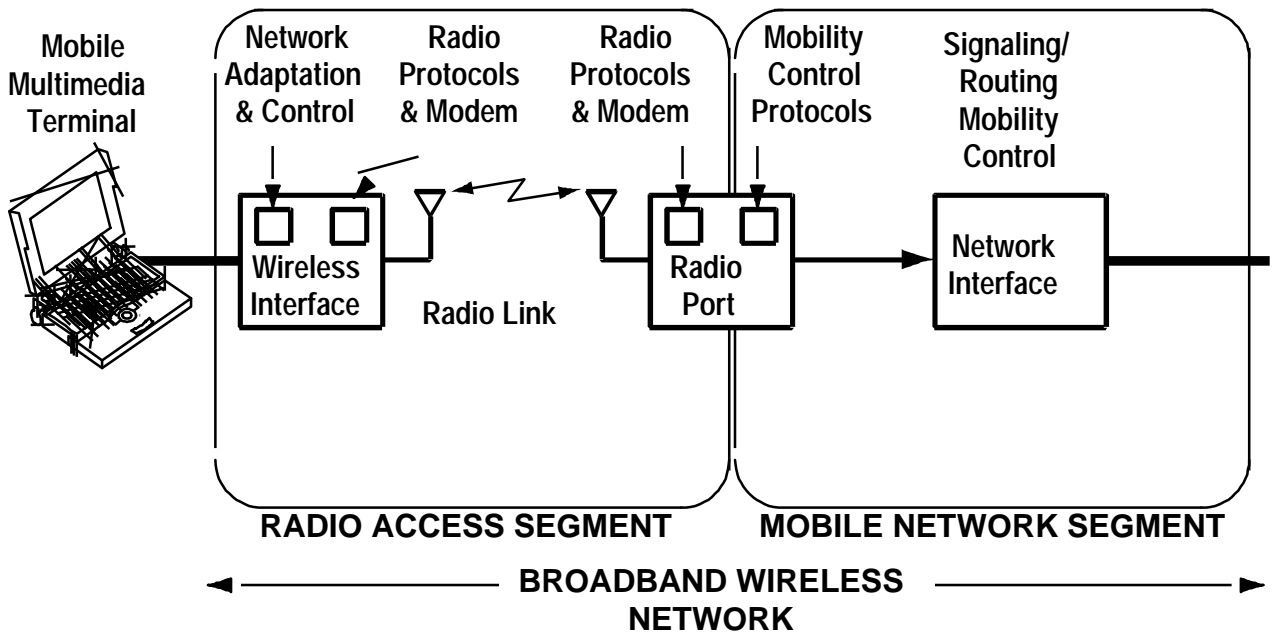 Mobile
Multimedia
Terminal
Network
Adaptation
& Control
Radio
Protocols
& Modem
Radio
Protocols
& Modem
Mobility
Control
Protocols
Signaling/
Routing
Mobility
Control
Wireless
Interface
Radio Link
Radio
Port
Network
Interface
RADIO ACCESS SEGMENT
MOBILE NETWORK SEGMENT
BROADBAND WIRELESS
NETWORK